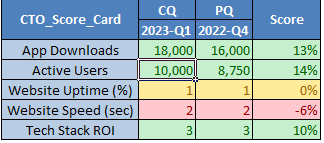 CTO_Score_Card CQ PQ Score
2023-Q1 2022-Q4
App Downloads 18,000 16,000 13%
Active Users 10,000 8,750 14%
Website Uptime (%) 1 1 0%
Website Speed (sec) 2 2 -6%
Tech Stack ROI 3 3 10%